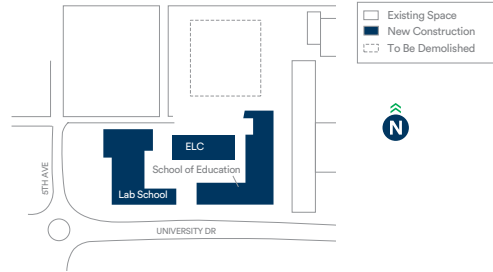 Existing Space
New Construction
To Be Demolished
N
ELC
School of Education
Lab School
5TH AVE
UNIVERSITY DR